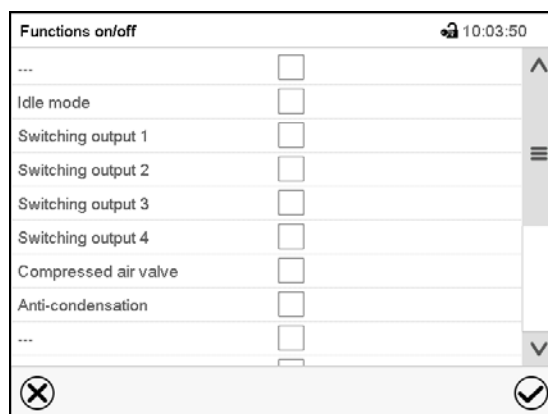 Functions on/off 10:03:50
---
Idle mode
Switching output 1
Switching output 2
Switching output 3
Switching output 4
Compressed air valve
Anti-condensation
---